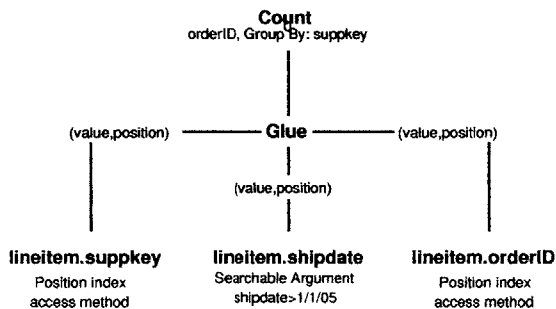 Count
orderID, Group By: suppkey
(value,position)
Glue
(value,position)
(value,position)
lineitem.suppkey
lineitem.shipdate
lineitem.orderID
Position index
access method
Searchable Argument
shipdate>1/1/05
Position index
access method